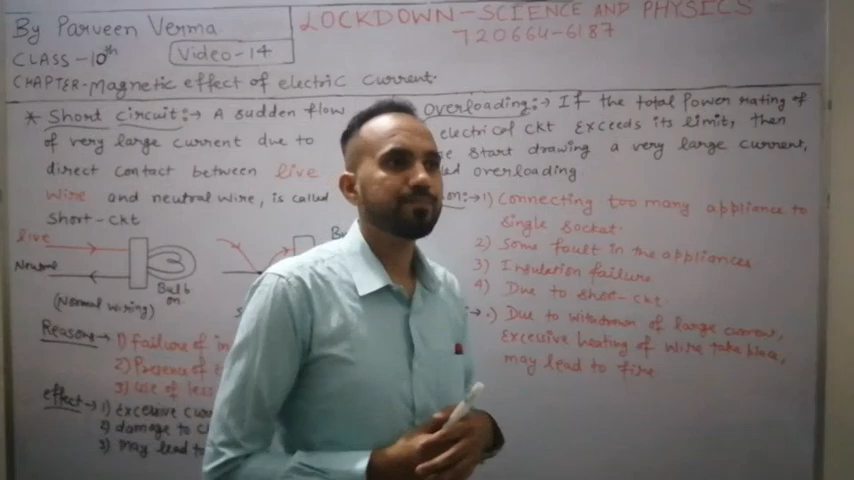 By Parveen Verma
CLASS-10th
Video-14
LOCKDOWN-SCIENCE AND PHYSICS
720664-6187
CHAPTER-Magnetic effect of electric current.
* Short circuit:→ A sudden flow
of very large current due to
direct contact between live
wire and neutral wire, is called
Short-ckt
live
Neutral
Bulb
on
(Normal wiring)
Reasons→ 1) Failure of in
2) Presence of
3) Use of less
effect→ 1) Excessive curr
2) damage to c
3) May lead to
Overloading:→ If the total Power rating of
electrical ckt exceeds its limit, then
start drawing a very large current,
overloading
on:→ 1) Connecting too many appliance to
single socket.
2) Some fault in the appliances
3) Insulation failure
4) Due to short-ckt
:→ .) Due to withdrawn of large current,
Excessive heating of wire take place,
may lead to fire